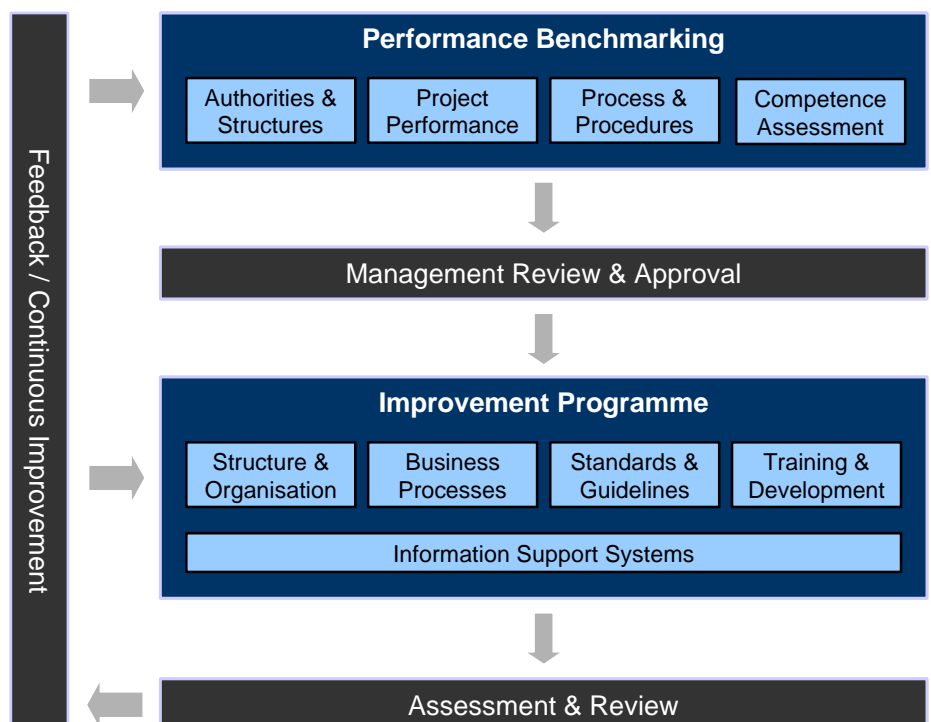 Performance Benchmarking
Authorities &
Structures
Project
Performance
Process &
Procedures
Competence
Assessment
Feedback / Continuous Improvement
Management Review & Approval
Improvement Programme
Structure &
Organisation
Business
Processes
Standards &
Guidelines
Training &
Development
Information Support Systems
Assessment & Review